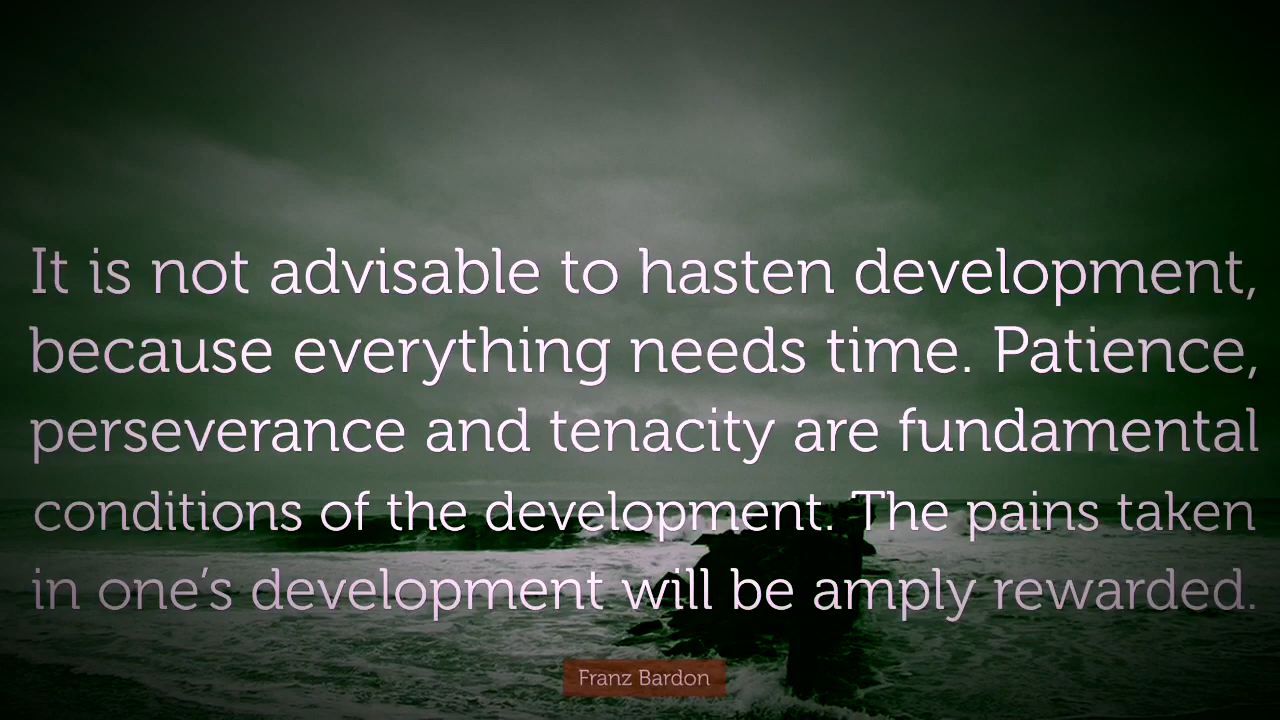 It is not advisable to hasten development,
because everything needs time. Patience,
perseverance and tenacity are fundamental
conditions of the development. The pains taken
in one’s development will be amply rewarded.
Franz Bardon